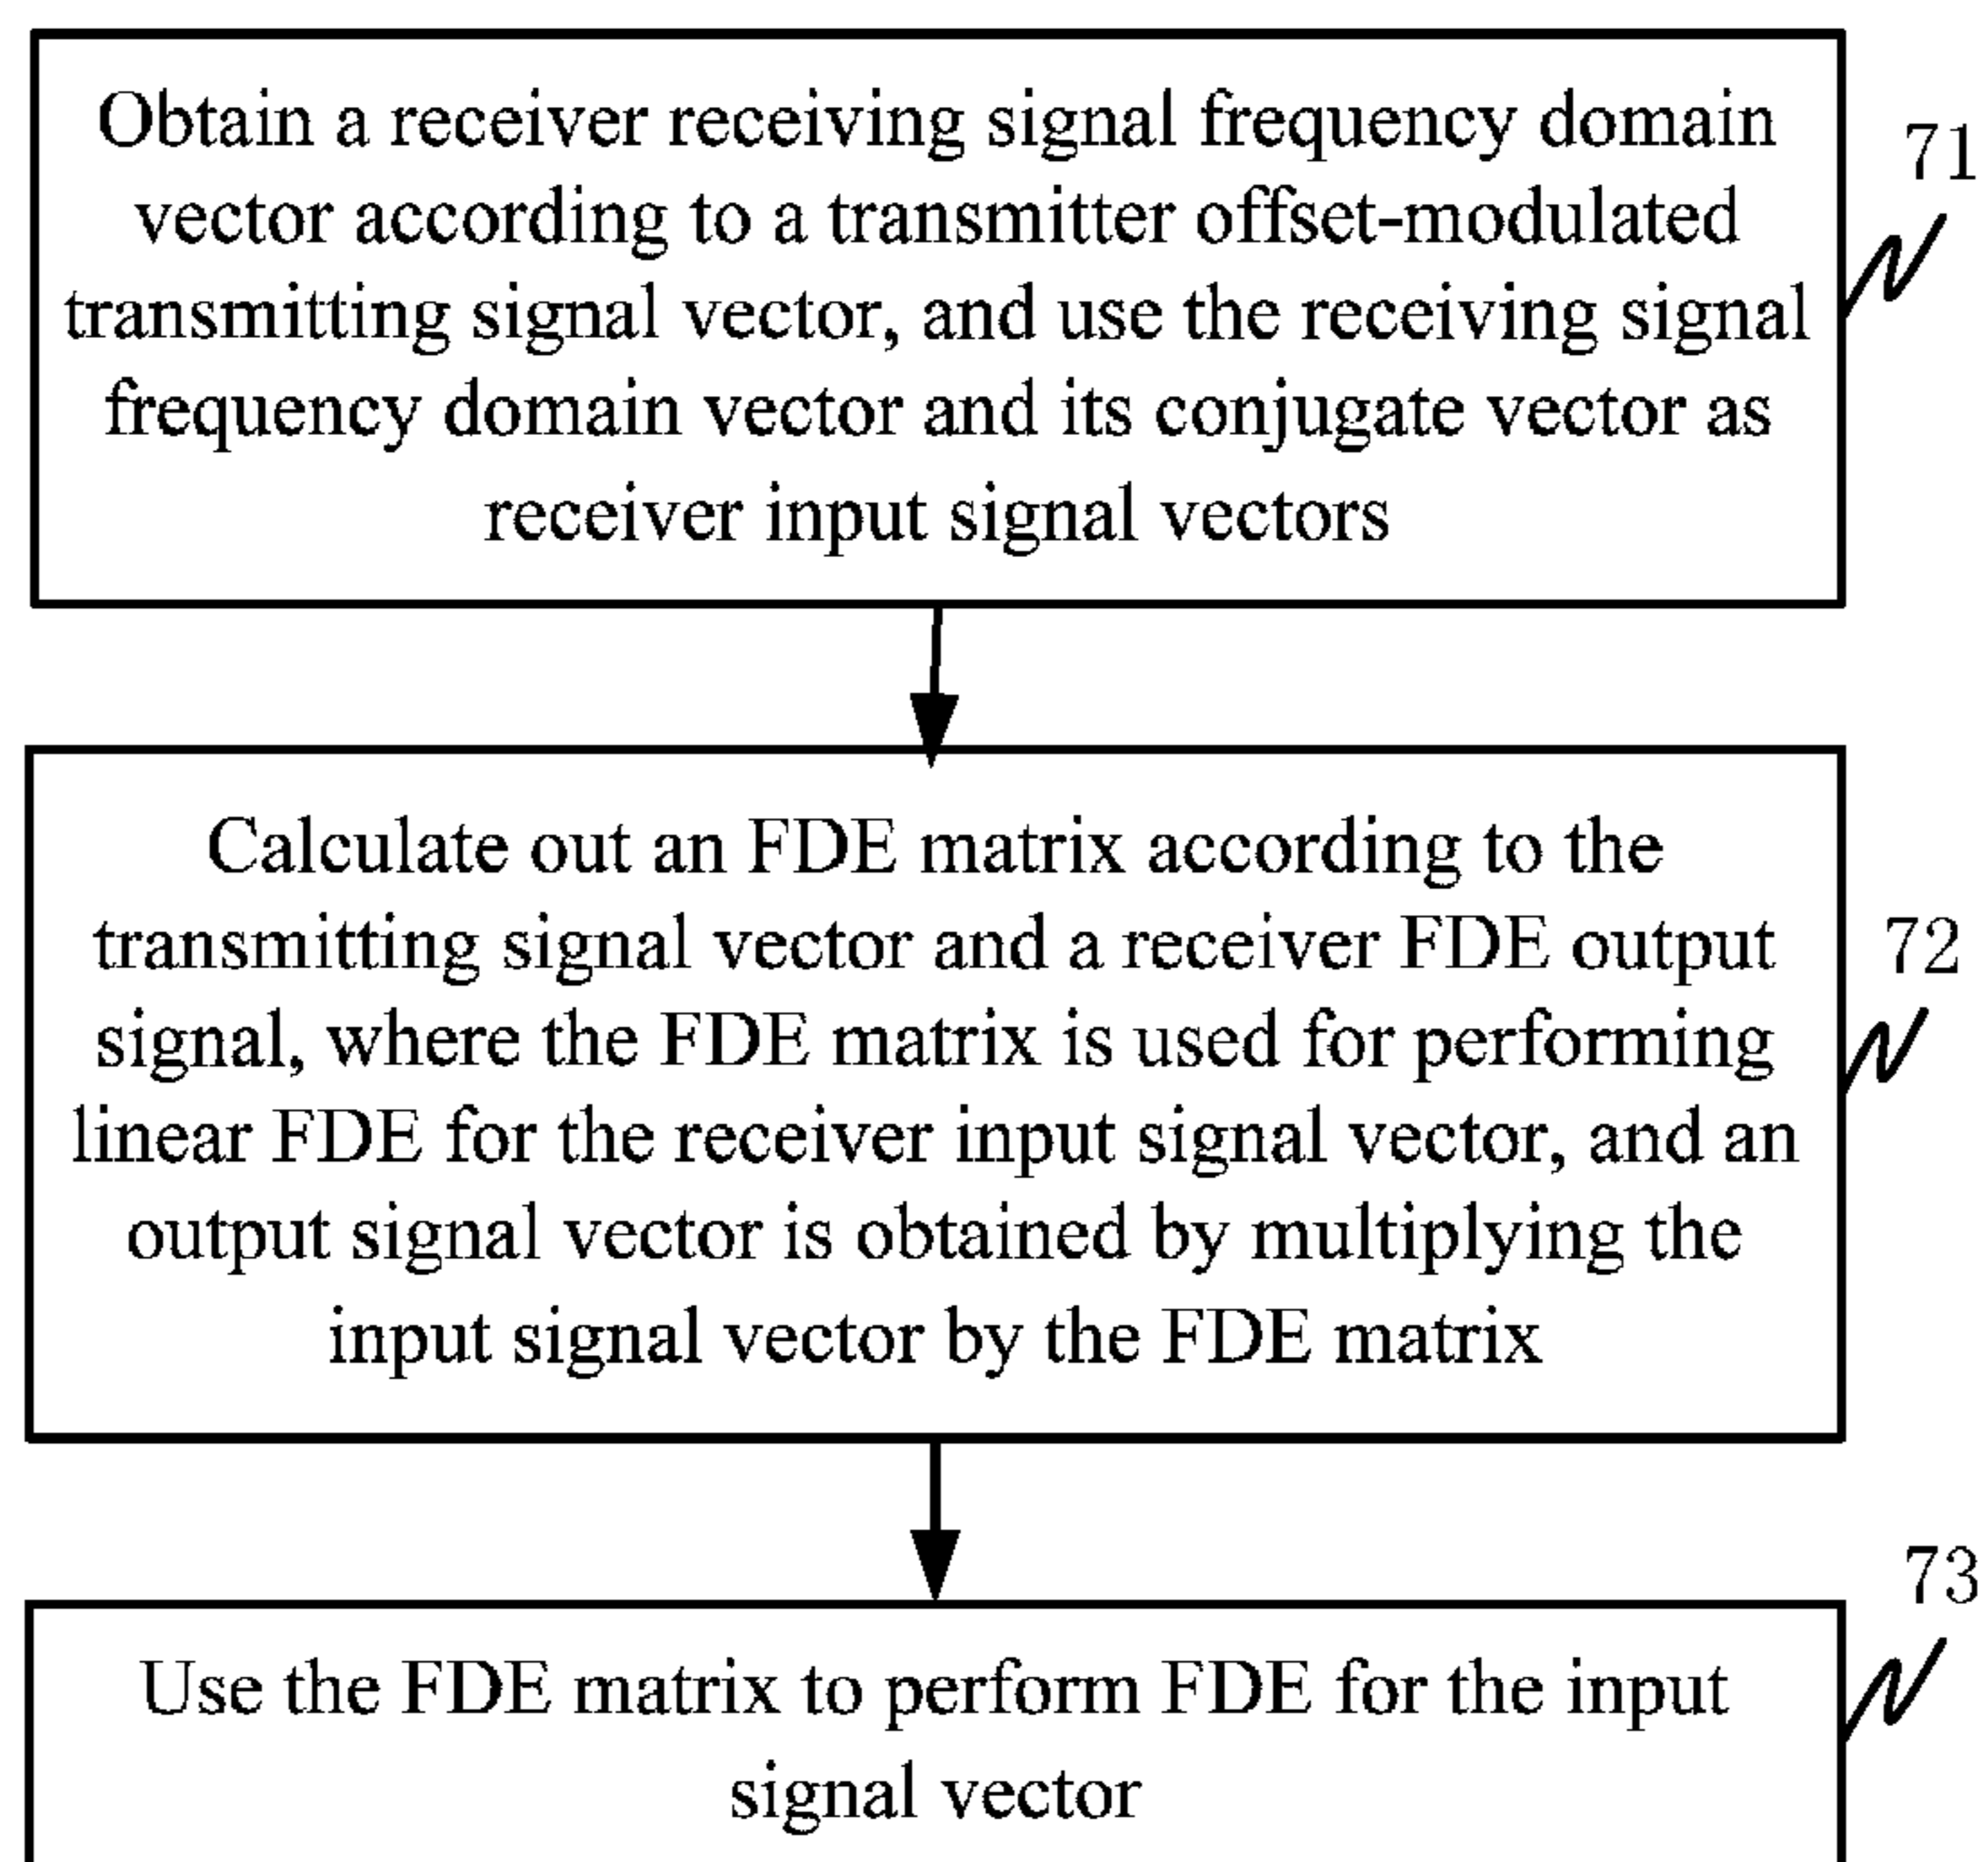 Obtain a receiver receiving signal frequency domain
vector according to a transmitter offset-modulated
transmitting signal vector, and use the receiving signal
frequency domain vector and its conjugate vector as
receiver input signal vectors
71
Calculate out an FDE matrix according to the
transmitting signal vector and a receiver FDE output
signal, where the FDE matrix is used for performing
linear FDE for the receiver input signal vector, and an
output signal vector is obtained by multiplying the
input signal vector by the FDE matrix
72
Use the FDE matrix to perform FDE for the input
signal vector
73